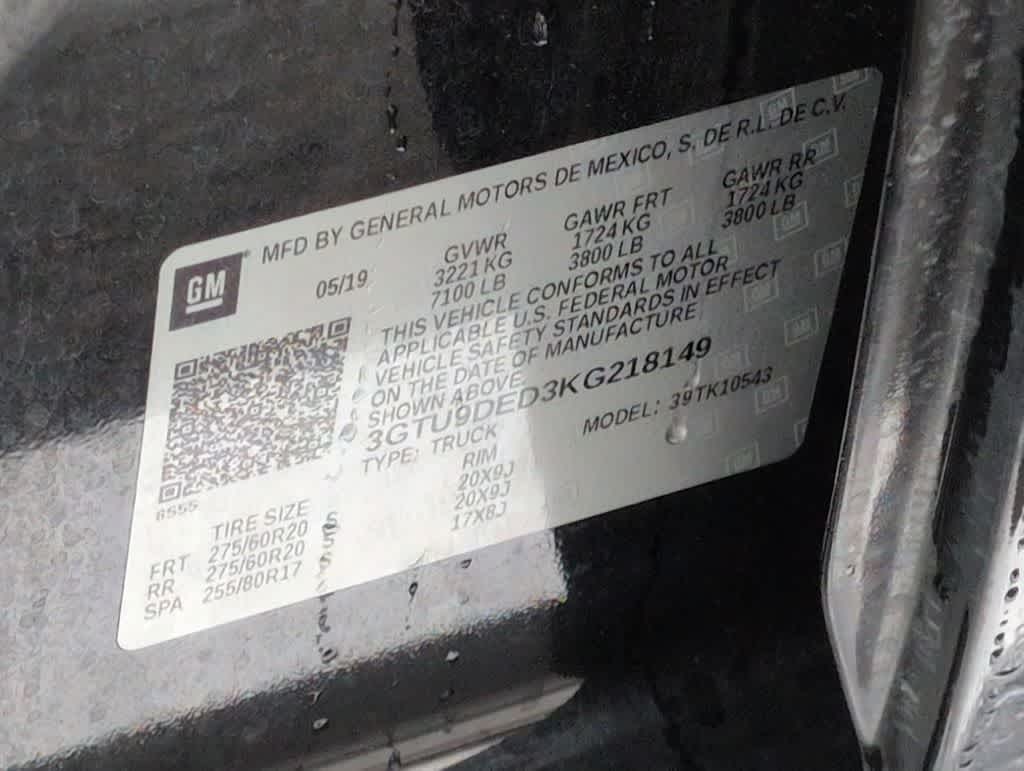 GM
MFD BY GENERAL MOTORS DE MEXICO, S. DE R.L. DE C.V.
05/19 GVWR GAWR FRT GAWR RR
3221 KG 1724 KG 1724 KG
7100 LB 3800 LB 3800 LB
THIS VEHICLE CONFORMS TO ALL
APPLICABLE U.S. FEDERAL MOTOR
VEHICLE SAFETY STANDARDS IN EFFECT
ON THE DATE OF MANUFACTURE
SHOWN ABOVE
3GTU9DED3KG218149
TYPE: TRUCK MODEL: 39TK10543
6555
TIRE SIZE RIM
FRT 275/60R20 S 20X9J
RR 275/60R20 S 20X9J
SPA 255/80R17 S 17X8J